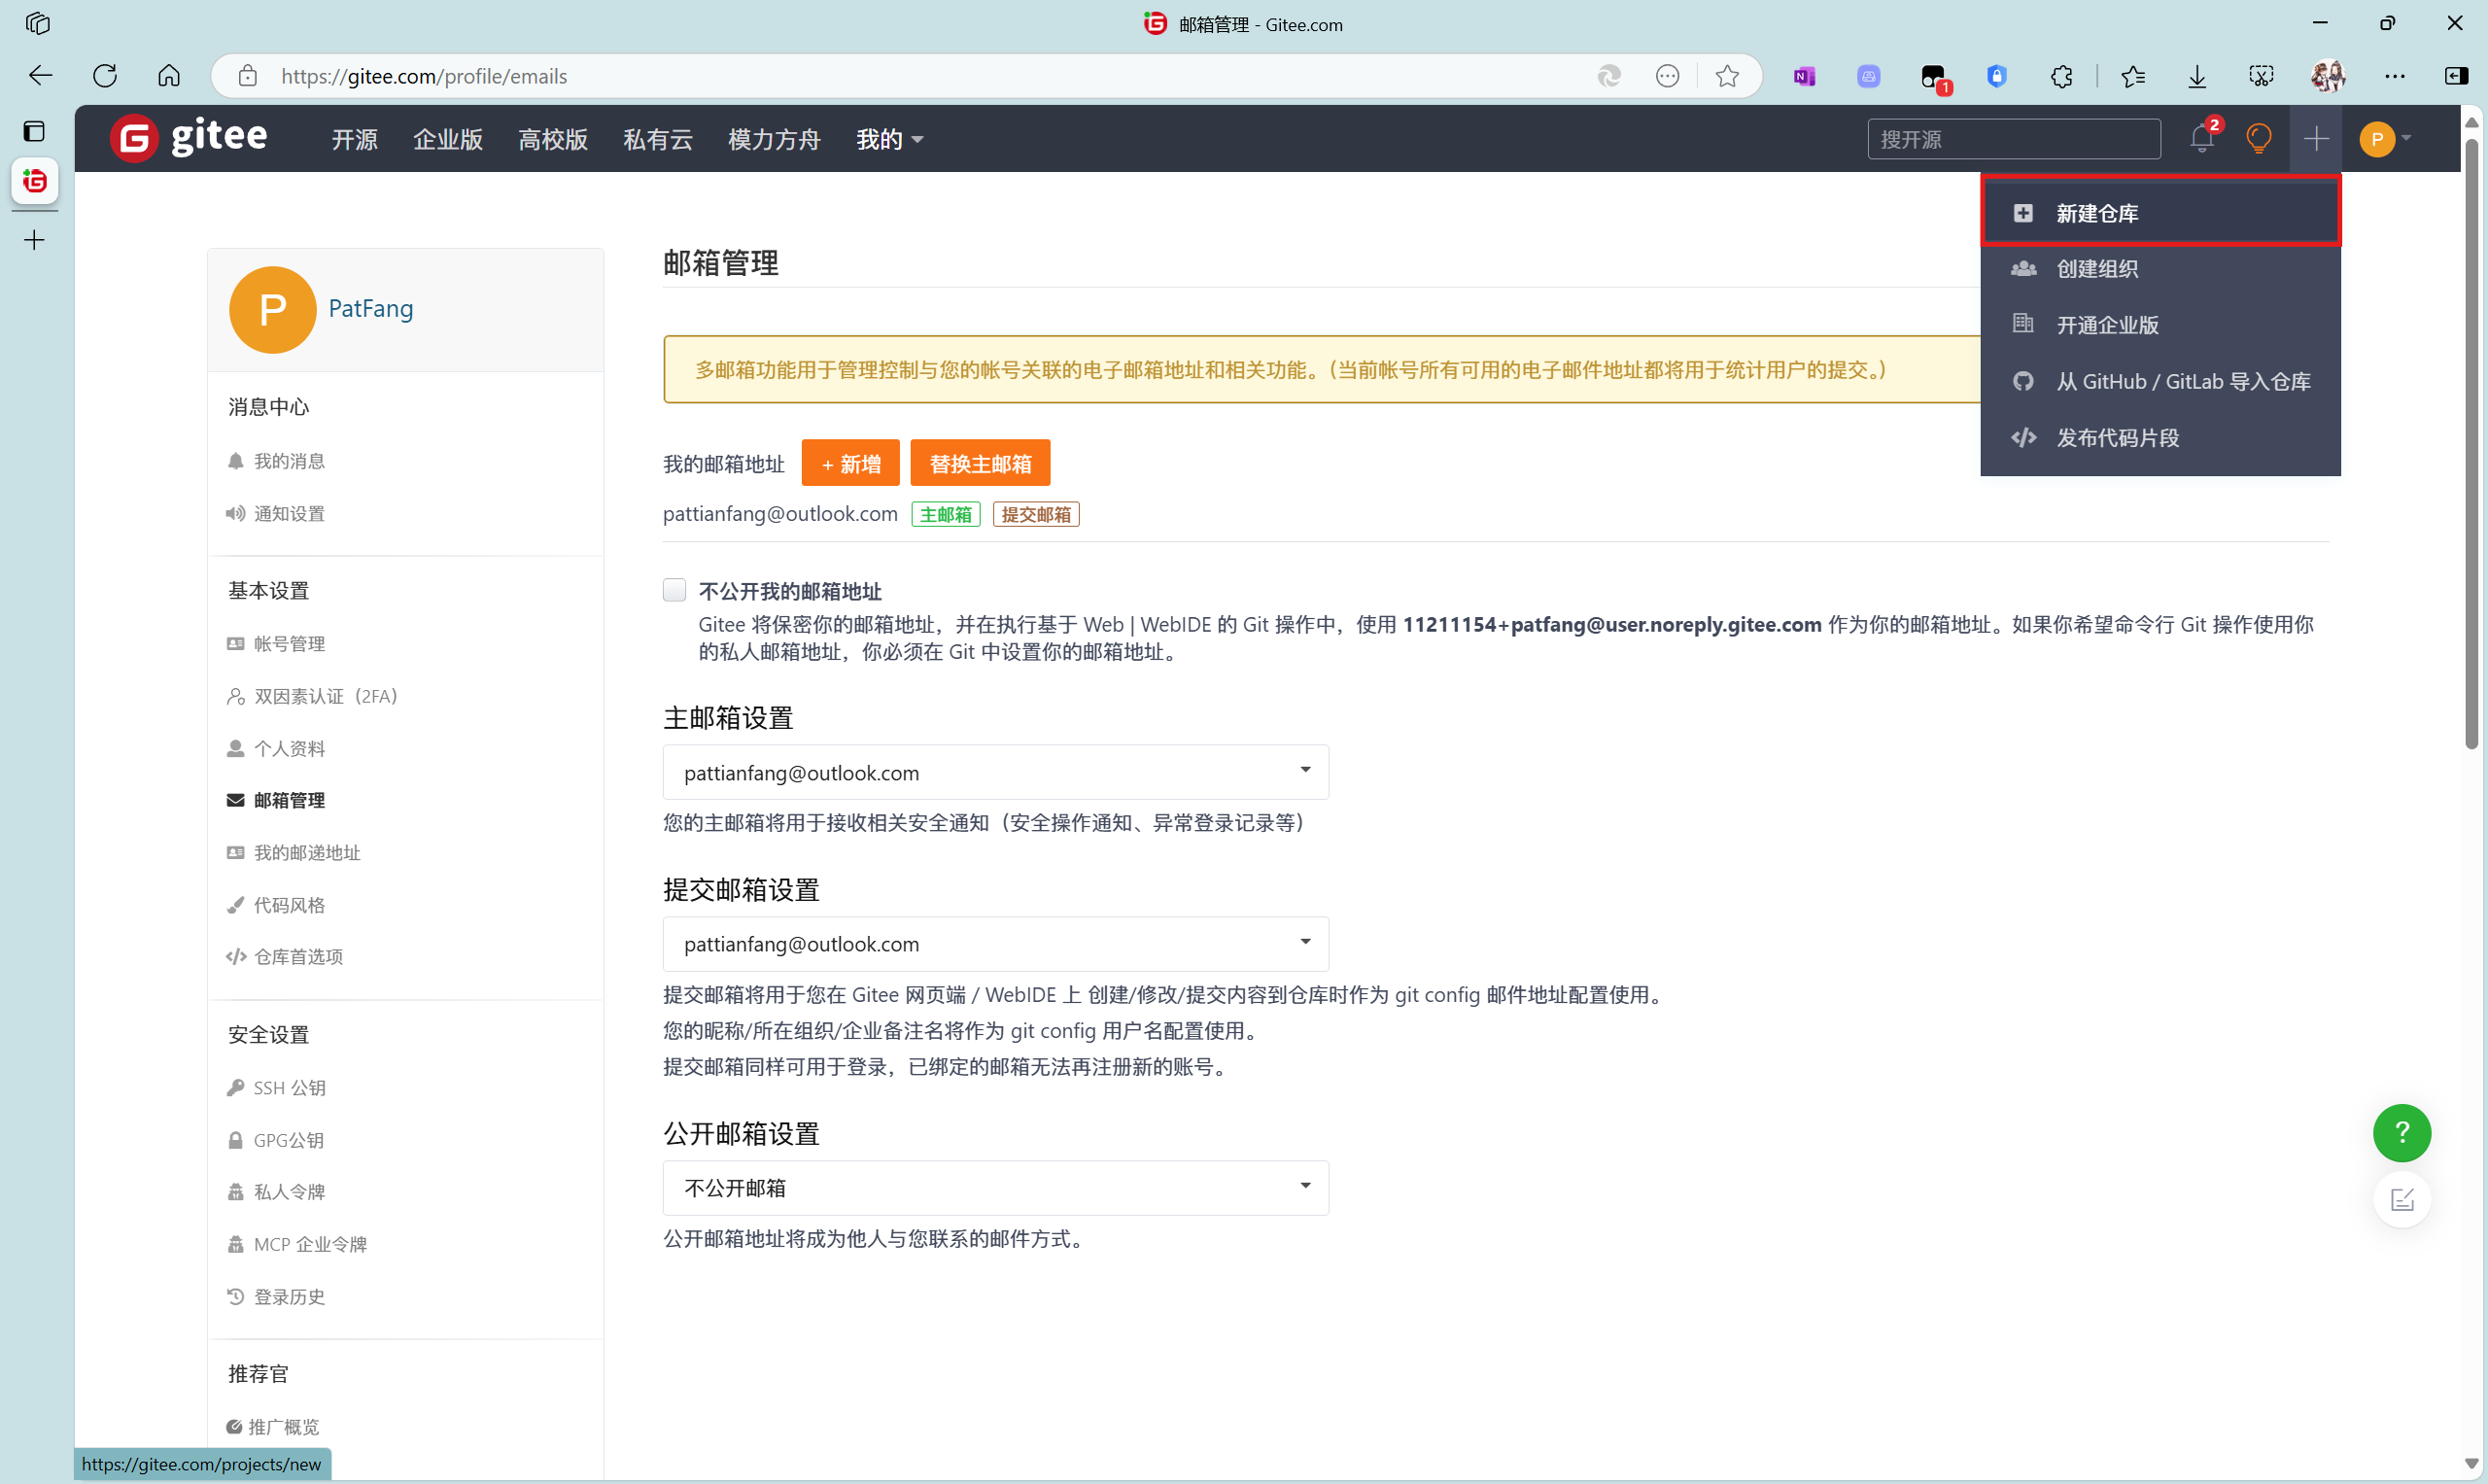 邮箱管理 - Gitee.com
https://gitee.com/profile/emails
1
gitee
开源 企业版 高校版 私有云 模力方舟 我的
搜开源
2
P
新建仓库
创建组织
开通企业版
从 GitHub / GitLab 导入仓库
发布代码片段
P PatFang
消息中心
我的消息
通知设置
基本设置
帐号管理
双因素认证（2FA）
个人资料
邮箱管理
我的邮递地址
代码风格
仓库首选项
安全设置
SSH 公钥
GPG公钥
私人令牌
MCP 企业令牌
登录历史
推荐官
推广概览
邮箱管理
多邮箱功能用于管理控制与您的帐号关联的电子邮箱地址和相关功能。（当前帐号所有可用的电子邮件地址都将用于统计用户的提交。）
我的邮箱地址 + 新增 替换主邮箱
pattianfang@outlook.com 主邮箱 提交邮箱
不公开我的邮箱地址
Gitee 将保密你的邮箱地址，并在执行基于 Web | WebIDE 的 Git 操作中，使用 11211154+patfang@user.noreply.gitee.com 作为你的邮箱地址。如果你希望命令行 Git 操作使用你
的私人邮箱地址，你必须在 Git 中设置你的邮箱地址。
主邮箱设置
pattianfang@outlook.com
您的主邮箱将用于接收相关安全通知（安全操作通知、异常登录记录等）
提交邮箱设置
pattianfang@outlook.com
提交邮箱将用于您在 Gitee 网页端 / WebIDE 上 创建/修改/提交内容到仓库时作为 git config 邮件地址配置使用。
您的昵称/所在组织/企业备注名将作为 git config 用户名配置使用。
提交邮箱同样可用于登录，已绑定的邮箱无法再注册新的账号。
公开邮箱设置
不公开邮箱
公开邮箱地址将成为他人与您联系的邮件方式。
?
https://gitee.com/projects/new